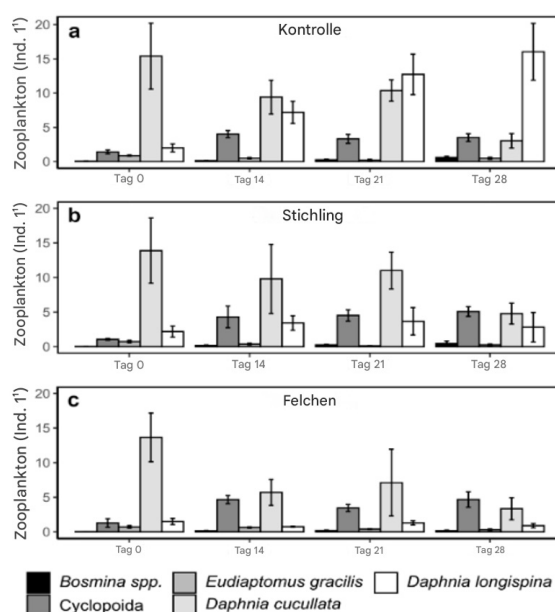 a Kontrolle
Zooplankton (Ind. 1¹)
20
15
10
5
0
Tag 0 Tag 14 Tag 21 Tag 28
b Stichling
Zooplankton (Ind. 1¹)
20
15
10
5
0
Tag 0 Tag 14 Tag 21 Tag 28
c Felchen
Zooplankton (Ind. 1¹)
20
15
10
5
0
Tag 0 Tag 14 Tag 21 Tag 28
Bosmina spp. Eudiaptomus gracilis Daphnia longispina
Cyclopoida Daphnia cucullata